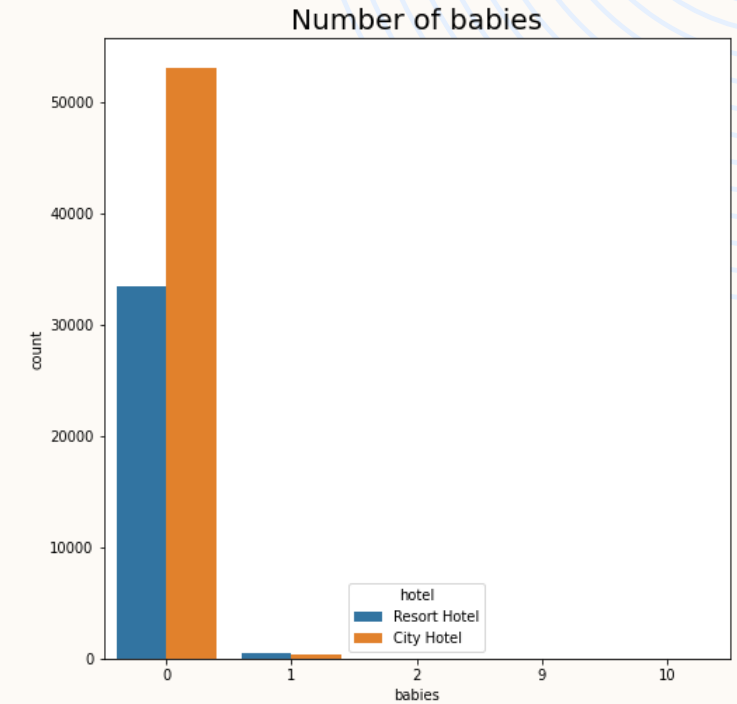 Number of babies
50000
40000
30000
20000
10000
0
count
hotel
Resort Hotel
City Hotel
0 1 2 9 10
babies